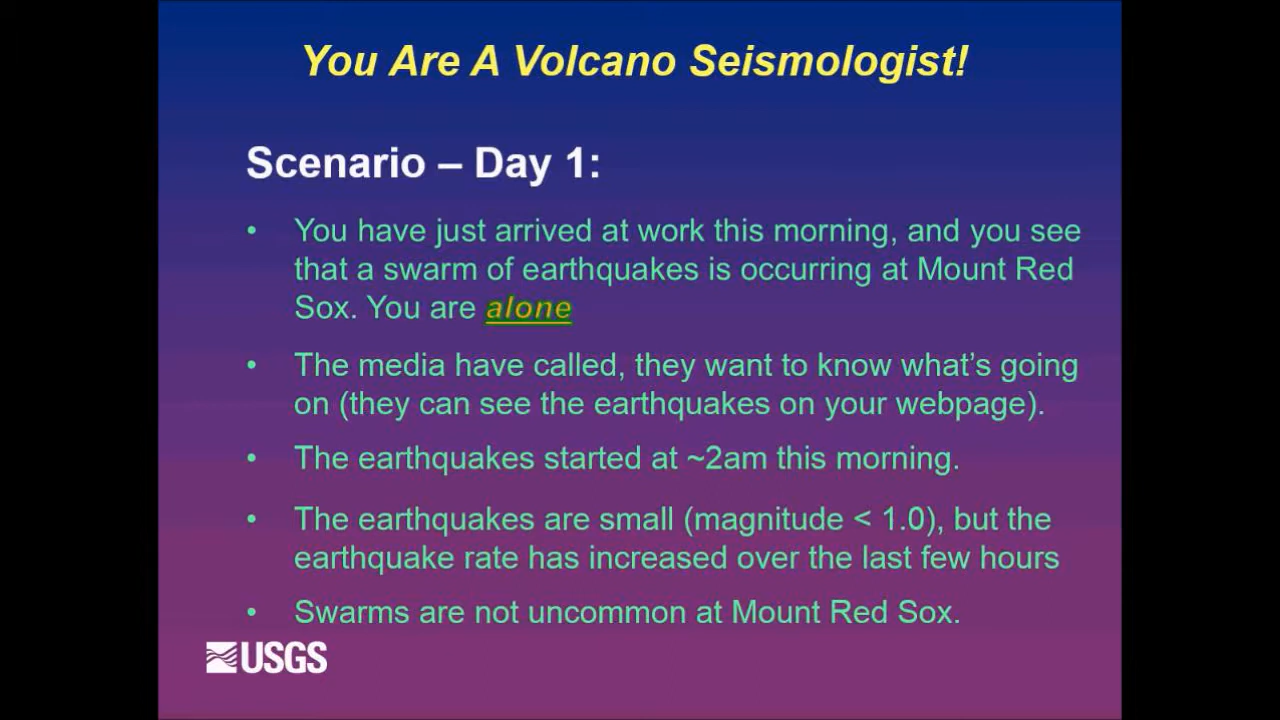 You Are A Volcano Seismologist!
Scenario – Day 1:
• You have just arrived at work this morning, and you see
that a swarm of earthquakes is occurring at Mount Red
Sox. You are alone
• The media have called, they want to know what's going
on (they can see the earthquakes on your webpage).
• The earthquakes started at ~2am this morning.
• The earthquakes are small (magnitude < 1.0), but the
earthquake rate has increased over the last few hours
• Swarms are not uncommon at Mount Red Sox.
USGS